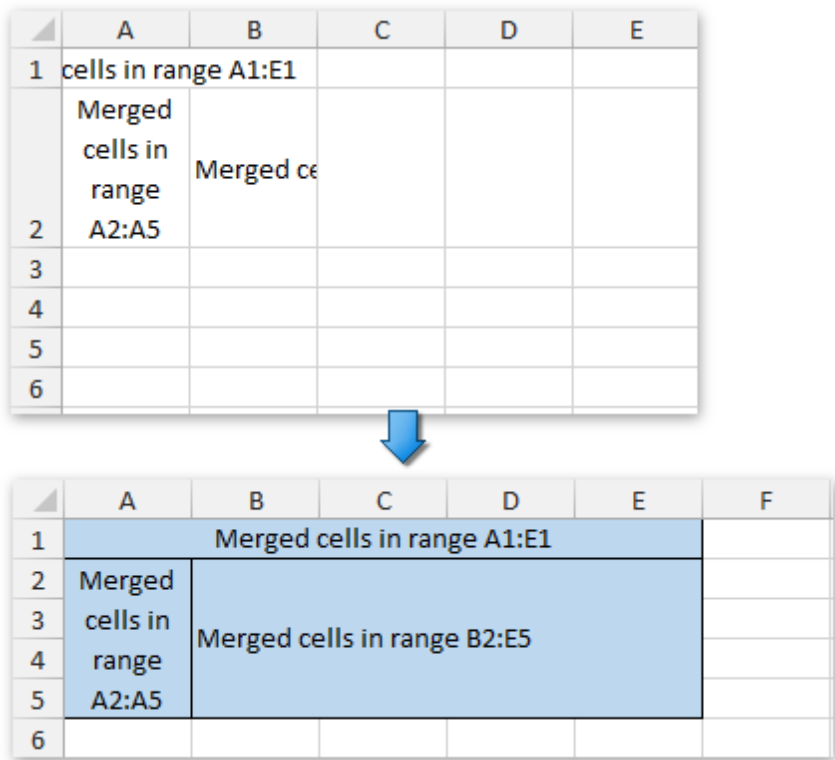 A B C D E
1 cells in range A1:E1
Merged
cells in
range
Merged ce
2 A2:A5
3
4
5
6
A B C D E F
1 Merged cells in range A1:E1
2 Merged
3 cells in
Merged cells in range B2:E5
4 range
5 A2:A5
6